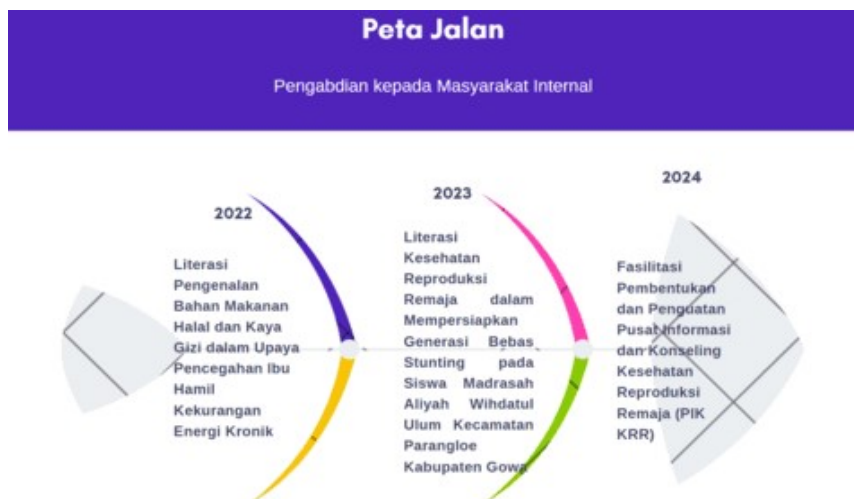 Peta Jalan
Pengabdian kepada Masyarakat Internal
2022
Literasi
Pengenalan
Bahan Makanan
Halal dan Kaya
Gizi dalam Upaya
Pencegahan Ibu
Hamil
Kekurangan
Energi Kronik
2023
Literasi
Kesehatan
Reproduksi
Remaja dalam
Mempersiapkan
Generasi Bebas
Stunting pada
Siswa Madrasah
Aliyah Wihdatul
Ulum Kecamatan
Parangloe
Kabupaten Gowa
2024
Fasilitasi
Pembentukan
dan Penguatan
Pusat Informasi
dan Konseling
Kesehatan
Reproduksi
Remaja (PIK
KRR)